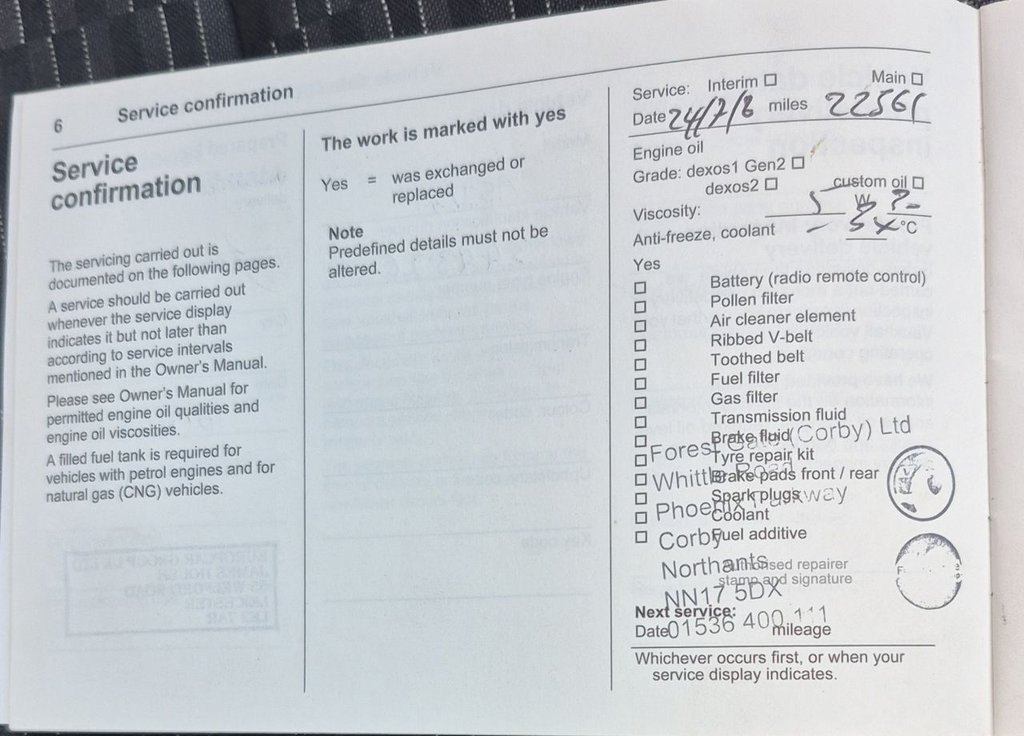 6 Service confirmation
Service
confirmation
The servicing carried out is
documented on the following pages.
A service should be carried out
whenever the service display
indicates it but not later than
according to service intervals
mentioned in the Owner's Manual.
Please see Owner's Manual for
permitted engine oil qualities and
engine oil viscosities.
A filled fuel tank is required for
vehicles with petrol engines and for
natural gas (CNG) vehicles.
The work is marked with yes
Yes = was exchanged or
replaced
Note
Predefined details must not be
altered.
Service: Interim ☐ Main ☐
Date 24/7/8 miles 22561
Engine oil
Grade: dexos1 Gen2 ☐
dexos2 ☐ custom oil ☐
Viscosity: 5 W
Anti-freeze, coolant °C
Yes
☐ Battery (radio remote control)
☐ Pollen filter
☐ Air cleaner element
☐ Ribbed V-belt
☐ Toothed belt
☐ Fuel filter
☐ Gas filter
☐ Transmission fluid
☐ Brake fluid
☐ Tyre repair kit
☐ Brake pads front / rear
☐ Spark plugs
☐ Coolant
☐ Fuel additive
Forest Gate (Corby) Ltd
Whittle Road
Phoenix Parkway
Corby
Northants
NN17 5DX
01536 400 111
Authorised repairer
stamp and signature
Next service:
Date mileage
Whichever occurs first, or when your
service display indicates.